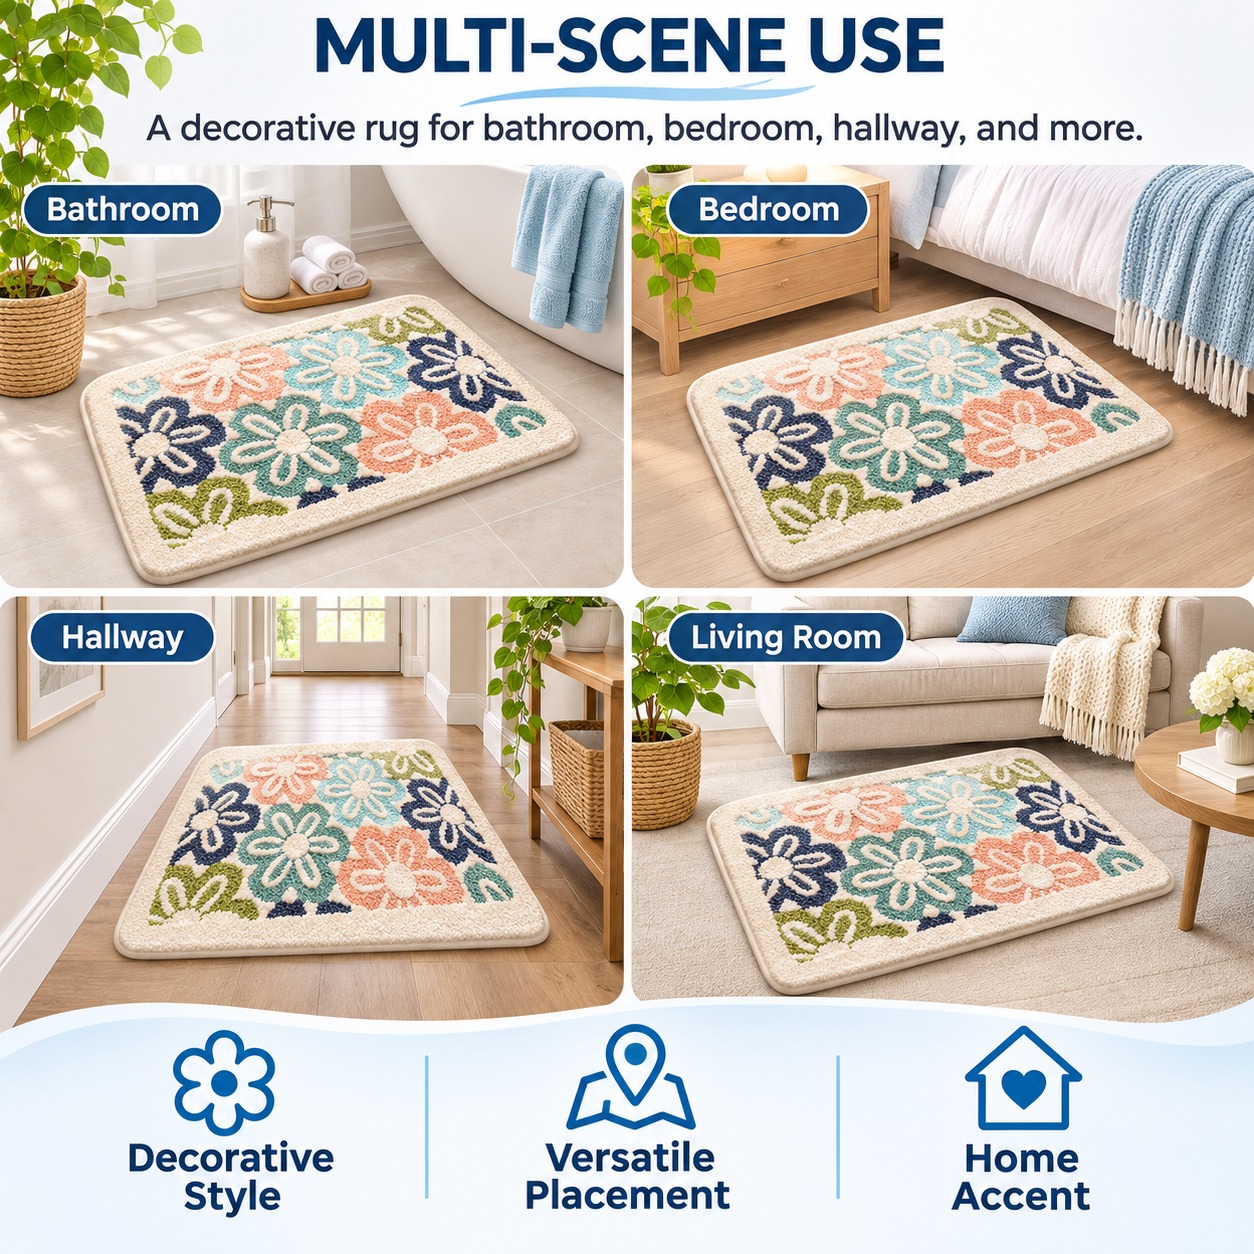 MULTI-SCENE USE
A decorative rug for bathroom, bedroom, hallway, and more.
Bathroom
Bedroom
Hallway
Living Room
Decorative
Style
Versatile
Placement
Home
Accent